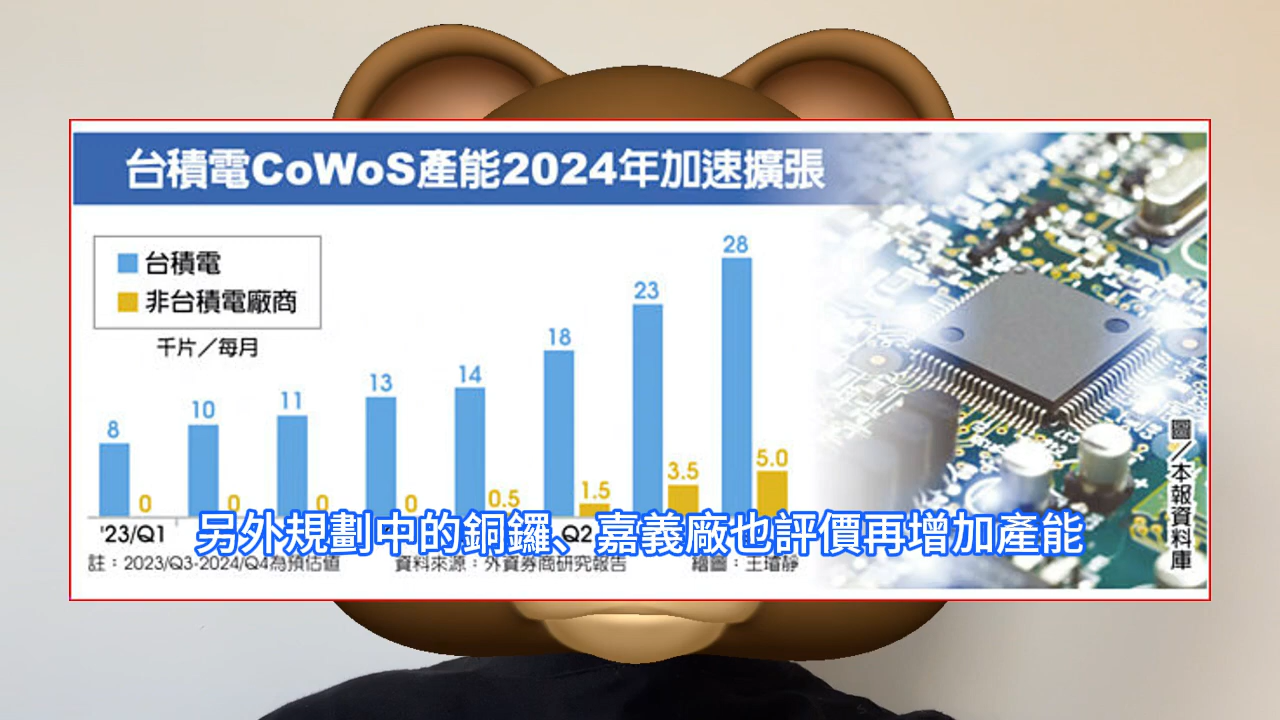 台積電CoWoS產能2024年加速擴張
台積電
非台積電廠商
千片／每月
8
0
10
0
11
0
13
0
14
0.5
18
1.5
23
3.5
28
5.0
'23/Q1
Q2
另外規劃中的銅鑼、嘉義廠也評價再增加產能
註：2023/Q3-2024/Q4為預估值
資料來源：外資券商研究報告
繪圖：王瓊靜
圖／本報資料庫